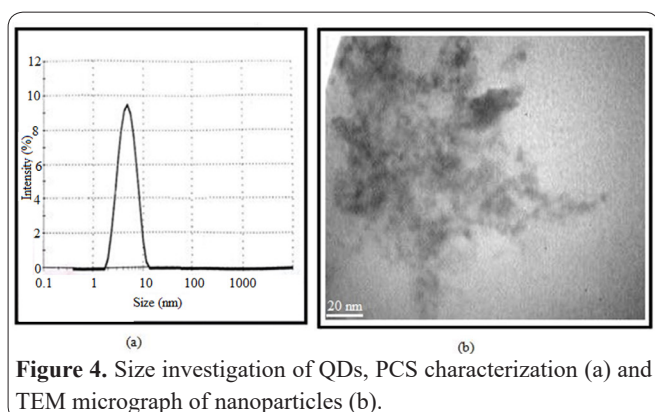 12
10
8
6
4
2
0
Intensity (%)
0.1 1 10 100 1000
Size (nm)
20 nm
(a)
(b)
Figure 4. Size investigation of QDs, PCS characterization (a) and
TEM micrograph of nanoparticles (b).